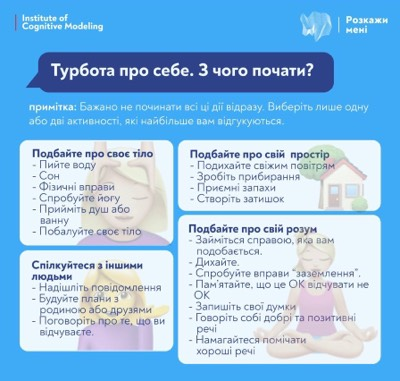 Institute of
Cognitive Modeling
Розкажи
мені
Турбота про себе. З чого почати?
примітка: Бажано не починати всі ці дії відразу. Виберіть лише одну
або дві активності, які найбільше вам відгукуються.
Подбайте про своє тіло
- Пийте воду
- Сон
- Фізичні вправи
- Спробуйте йогу
- Прийміть душ або
ванну
- Побалуйте своє тіло
Спілкуйтеся з іншими
людьми
- Надішліть повідомлення
- Будуйте плани з
родиною або друзями
- Поговоріть про те, що ви
відчуваєте.
Подбайте про свій простір
- Подихайте свіжим повітрям
- Зробіть прибирання
- Приємні запахи
- Створіть затишок
Подбайте про свій розум
- Займіться справою, яка вам
подобається.
- Дихайте.
- Спробуйте вправи “заземлення”.
- Пам’ятайте, що це ОК відчувати не
ОК
- Запишіть свої думки
- Говоріть собі добрі та позитивні
речі
- Намагайтеся помічати
хороші речі